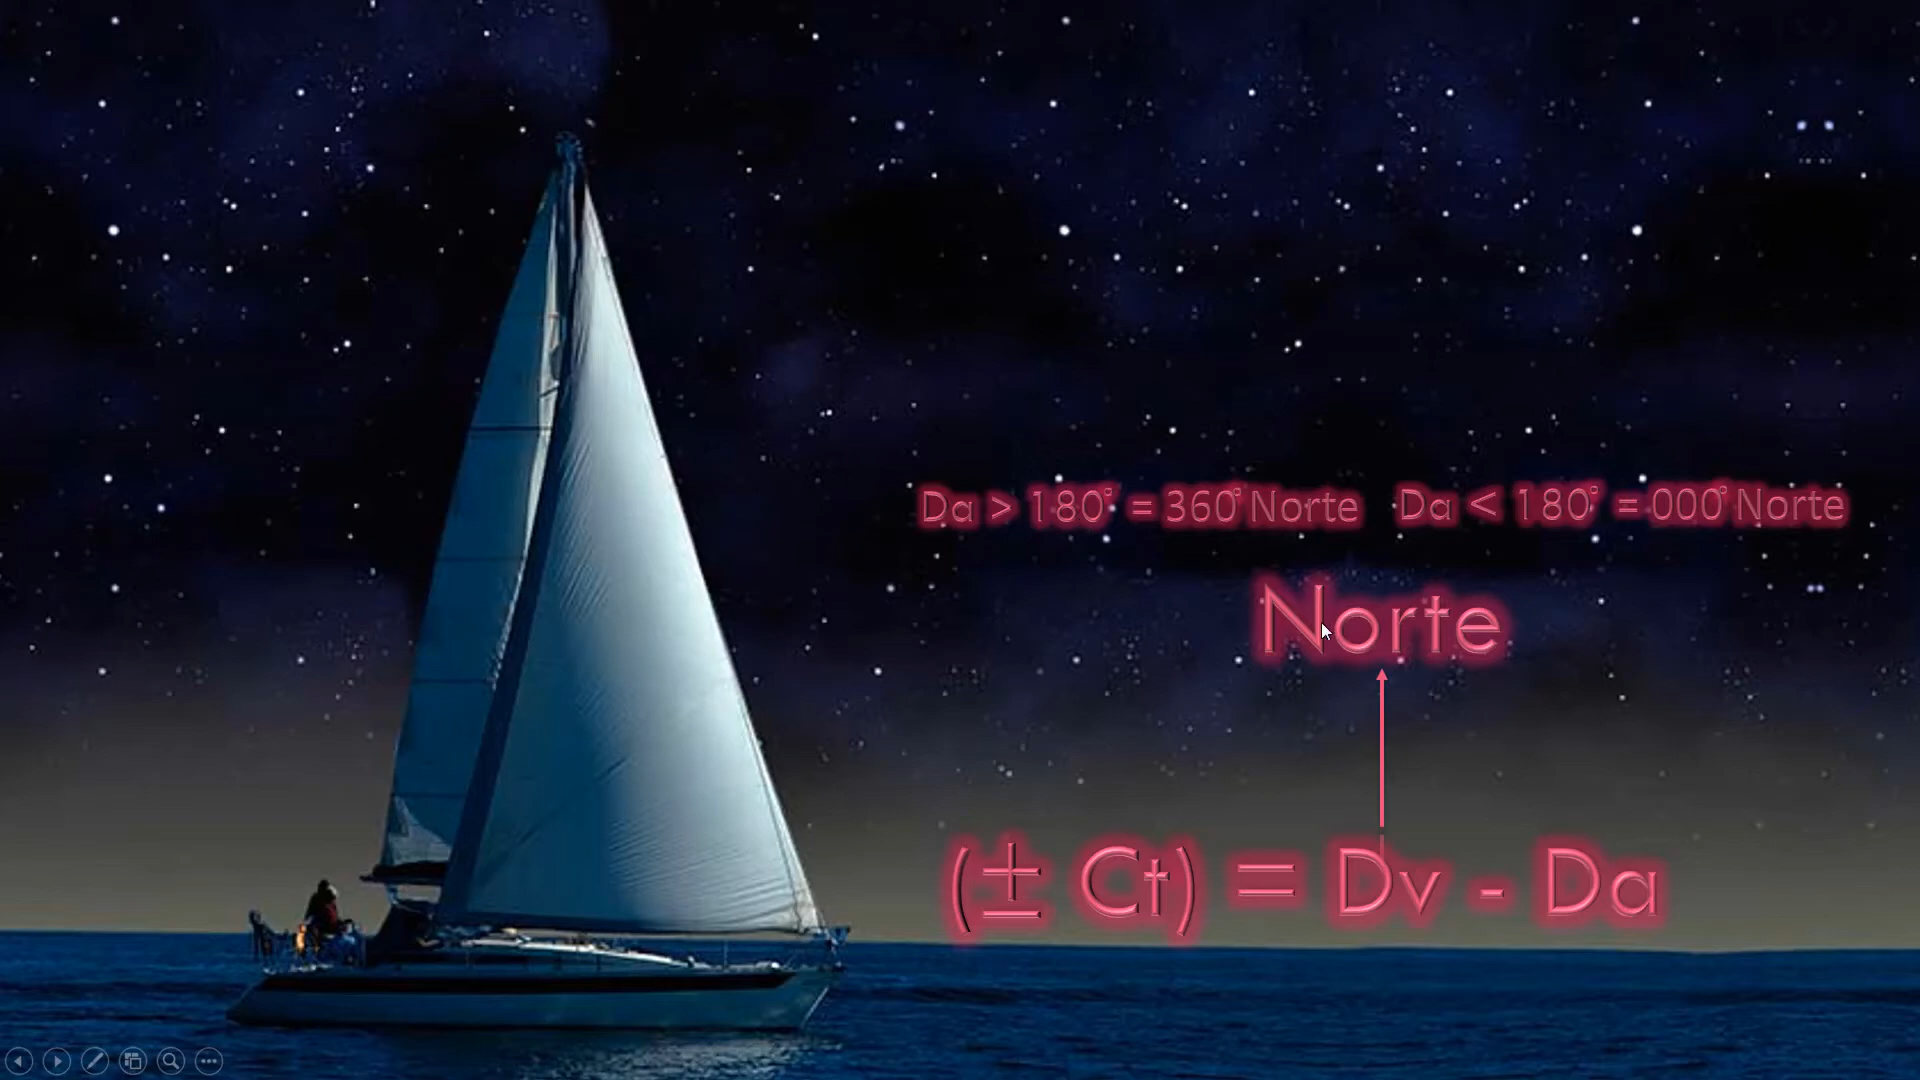 Da > 180° = 360° Norte Da < 180° = 000° Norte
Norte
(± Ct) = Dv - Da